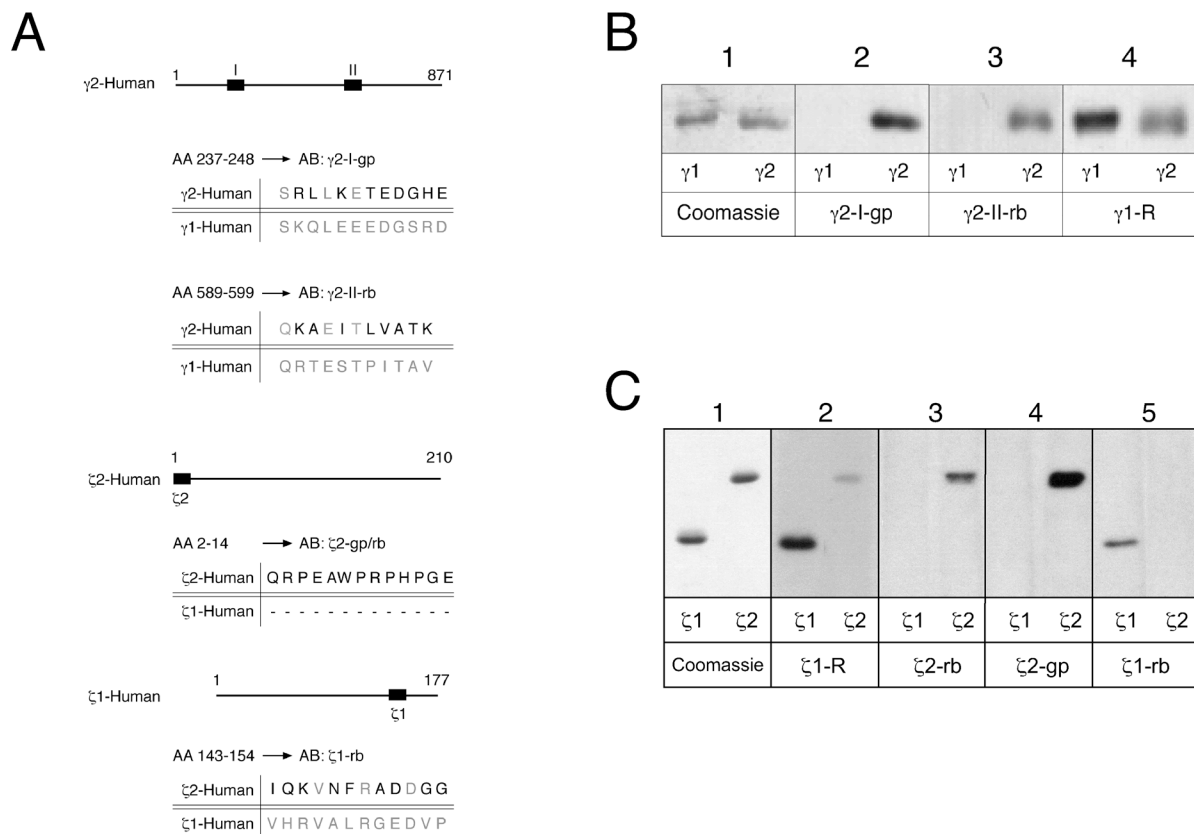 A
I II
1 871
γ2-Human
AA 237-248 → AB: γ2-I-gp
γ2-Human SRLLKETEDGHE
γ1-Human SKQLEEEDGSRD
AA 589-599 → AB: γ2-II-rb
γ2-Human QKAEITLVATK
γ1-Human QRTESTPITAV
1 210
ζ2-Human
ζ2
AA 2-14 → AB: ζ2-gp/rb
ζ2-Human QRPEAWPRPHPGE
ζ1-Human - - - - - - - - - - - - -
1 177
ζ1-Human
ζ1
AA 143-154 → AB: ζ1-rb
ζ2-Human IQKVNFRADDGG
ζ1-Human VHRVALRGEDVP
B
1 2 3 4
γ1 γ2 γ1 γ2 γ1 γ2 γ1 γ2
Coomassie γ2-I-gp γ2-II-rb γ1-R
C
1 2 3 4 5
ζ1 ζ2 ζ1 ζ2 ζ1 ζ2 ζ1 ζ2 ζ1 ζ2
Coomassie ζ1-R ζ2-rb ζ2-gp ζ1-rb